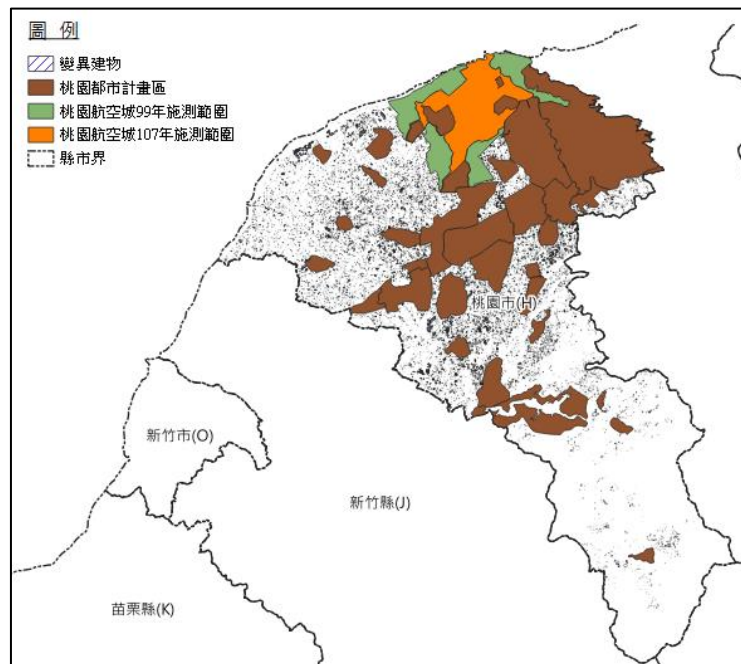 圖 例
變異建物
桃園都市計畫區
桃園航空城99年施測範圍
桃園航空城107年施測範圍
縣市界
桃園市(H)
新竹市(O)
新竹縣(J)
苗栗縣(K)